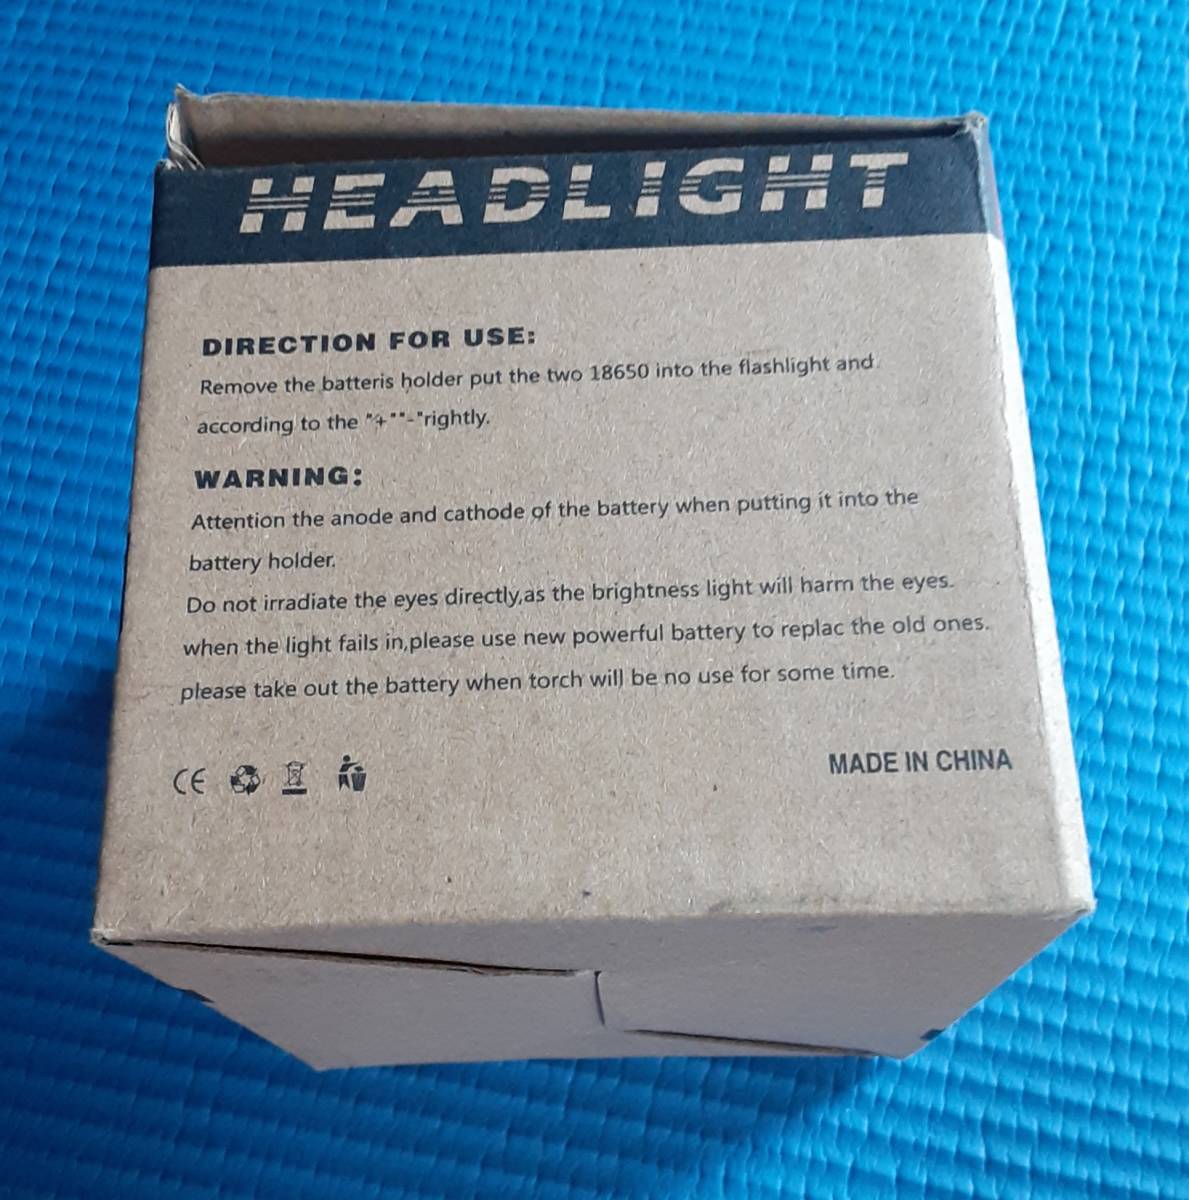 HEADLIGHT
DIRECTION FOR USE:
Remove the batteris holder put the two 18650 into the flashlight and
according to the "+""-"rightly.
WARNING:
Attention the anode and cathode of the battery when putting it into the
battery holder.
Do not irradiate the eyes directly,as the brightness light will harm the eyes.
when the light fails in,please use new powerful battery to replac the old ones.
please take out the battery when torch will be no use for some time.
CE
MADE IN CHINA